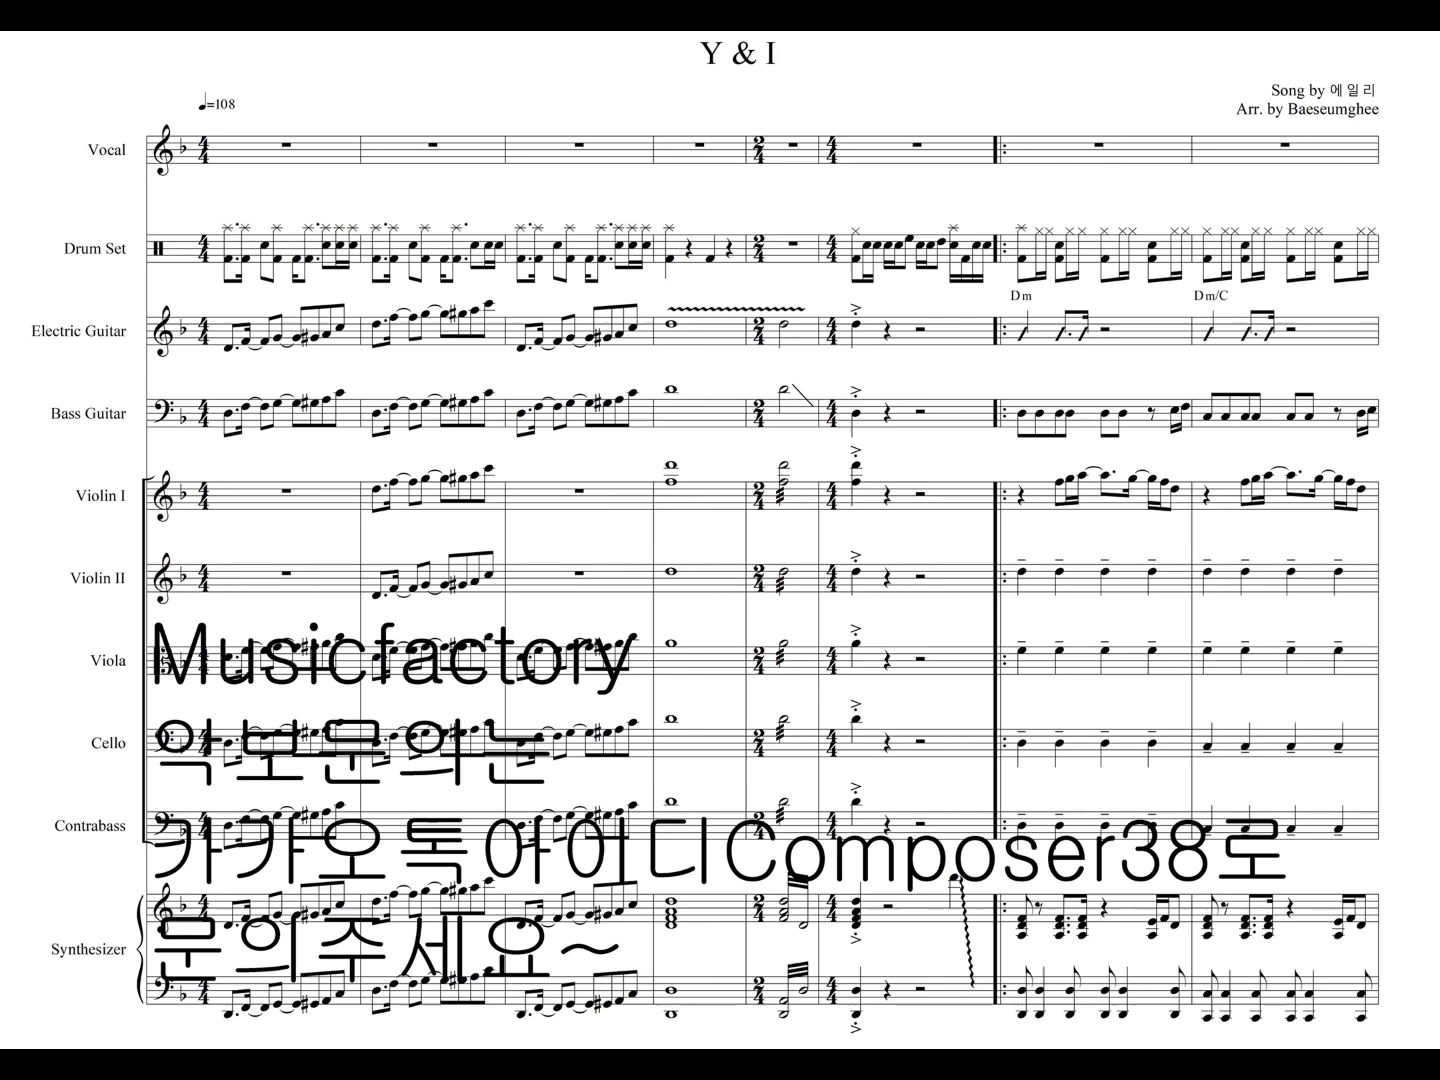 Y & I
Song by 에일리
Arr. by Baeseumghee
=108
Vocal
Drum Set
Dm
Dm/C
Electric Guitar
Bass Guitar
Violin I
Violin II
Viola
Cello
Contrabass
Synthesizer
Musicfactory
악보문의는
카카오톡아이디Composer38로
문의주세요~